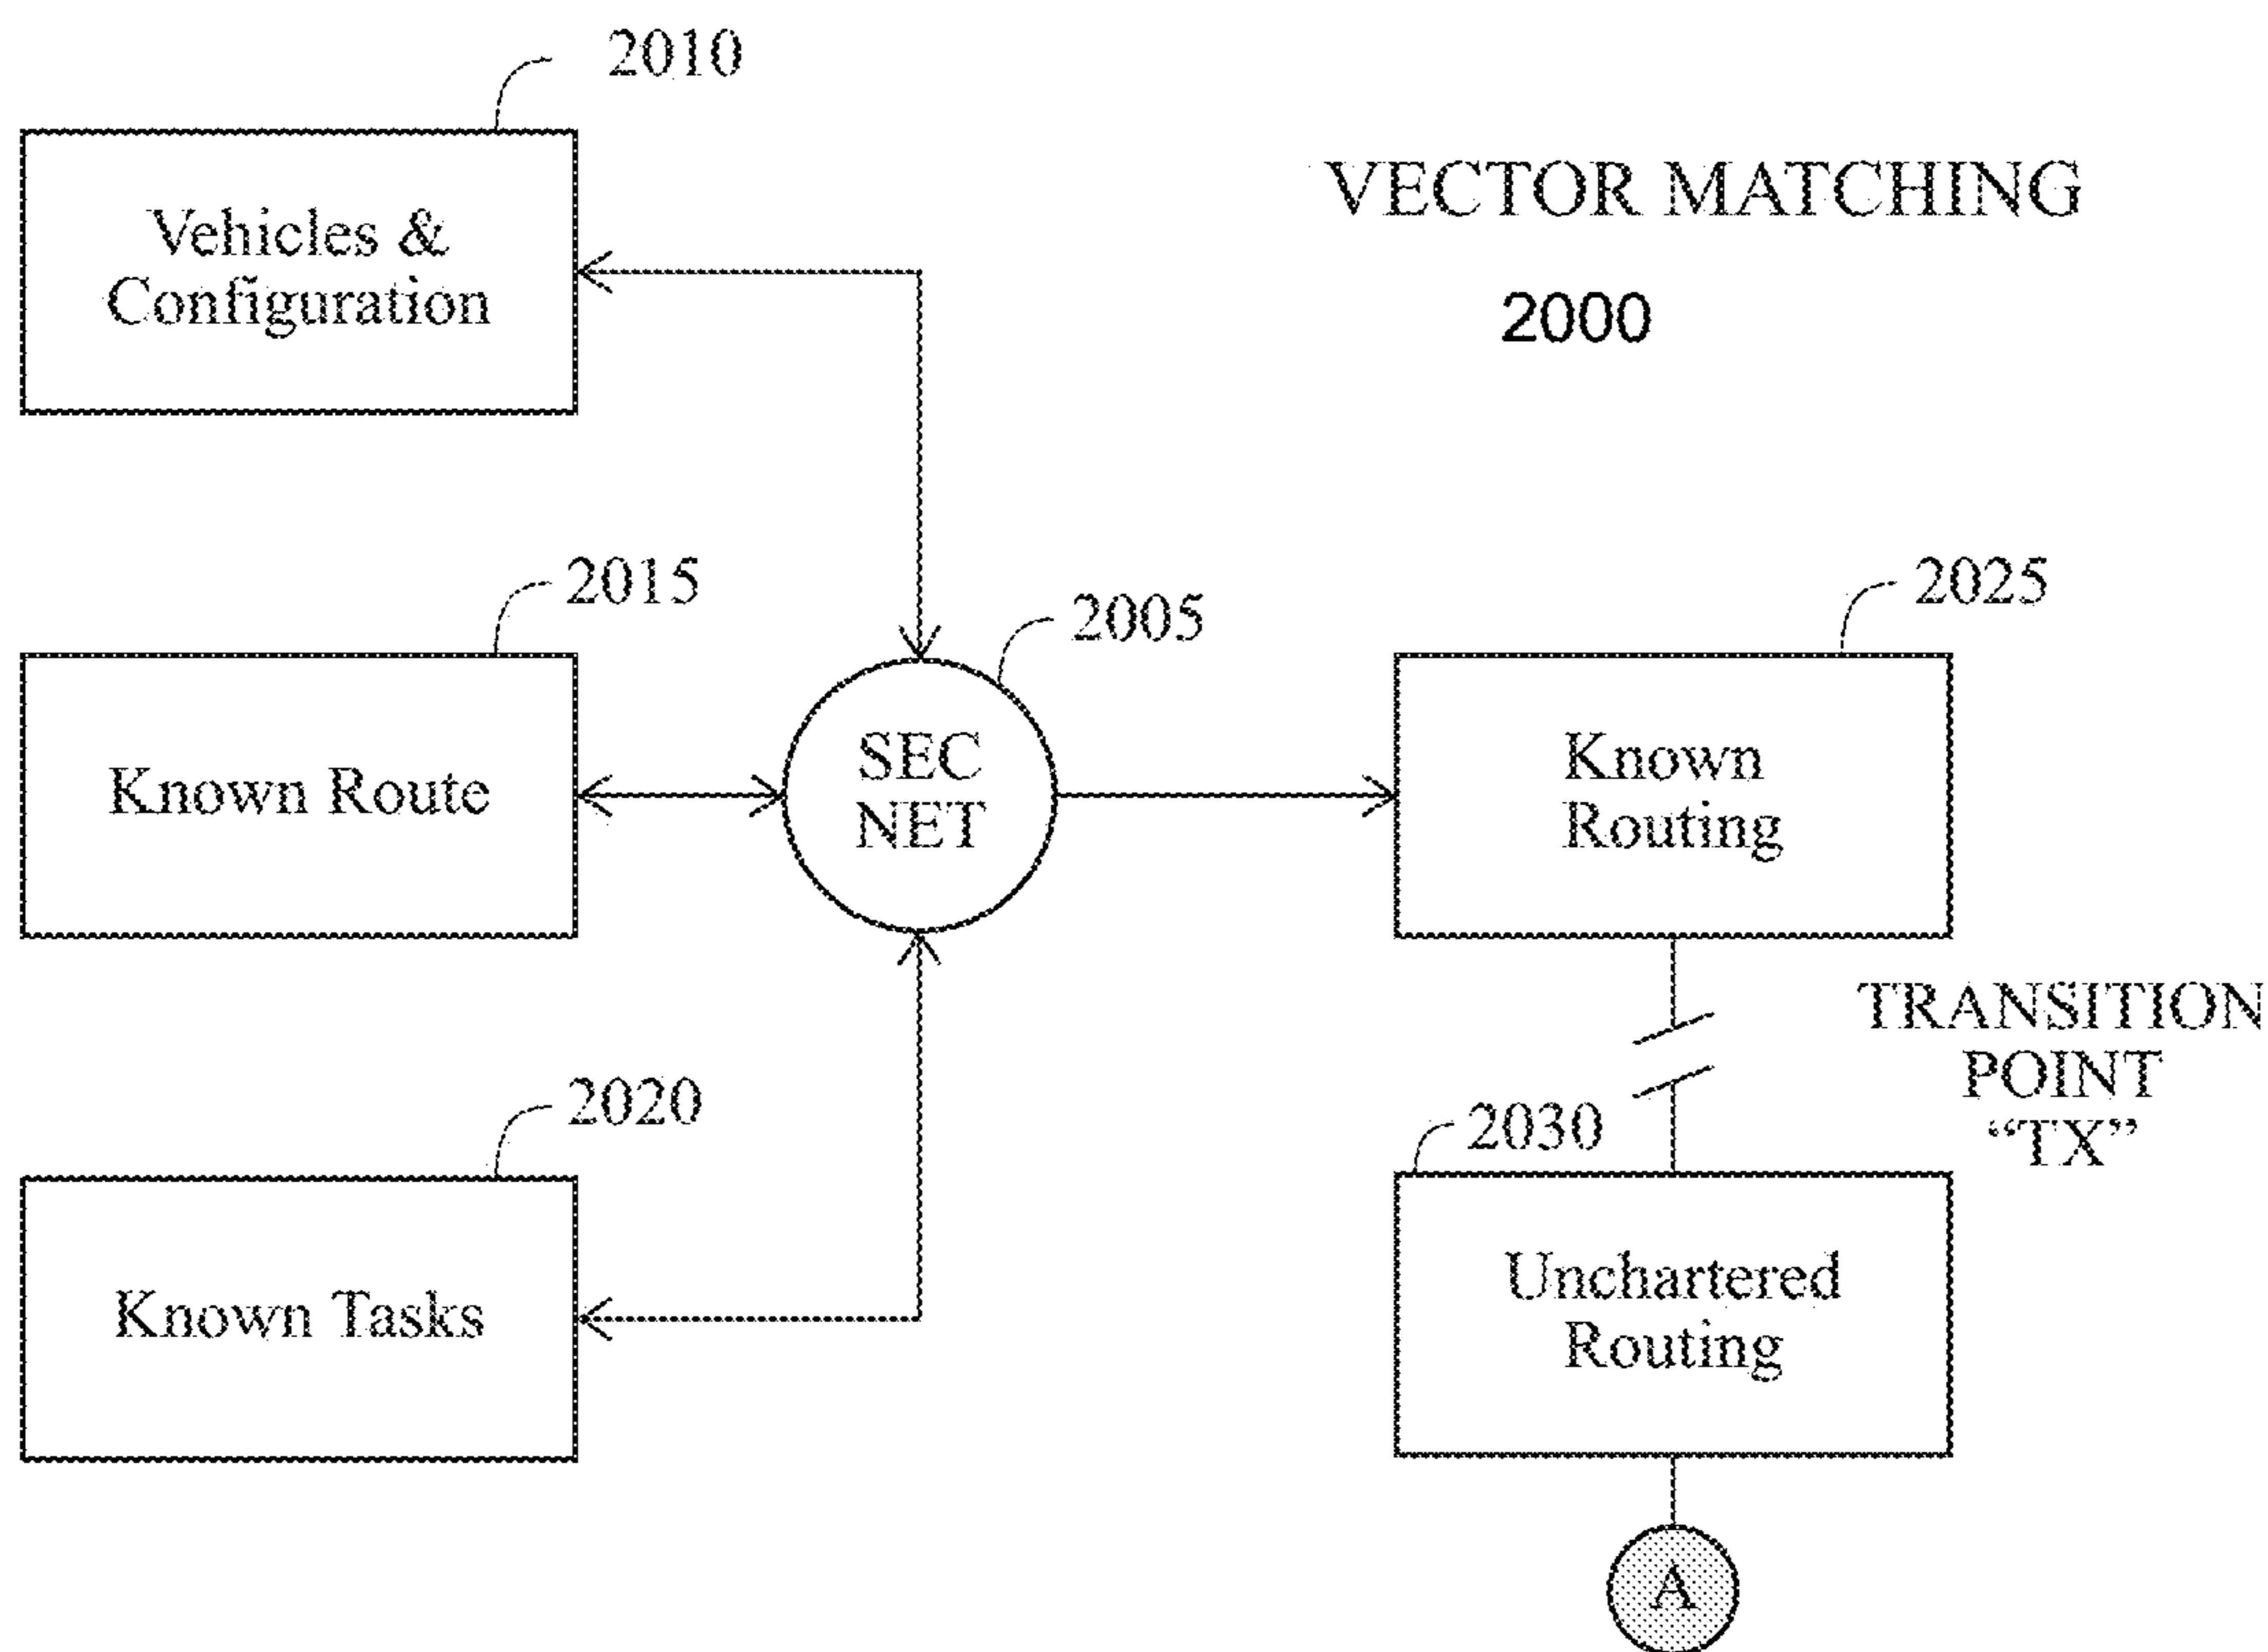 2010
VECTOR MATCHING
2000
Vehicles &
Configuration
2015
Known Route
2005
SEC
NET
2025
Known
Routing
TRANSITION
POINT
“TX”
2020
Known Tasks
2030
Unchartered
Routing
A